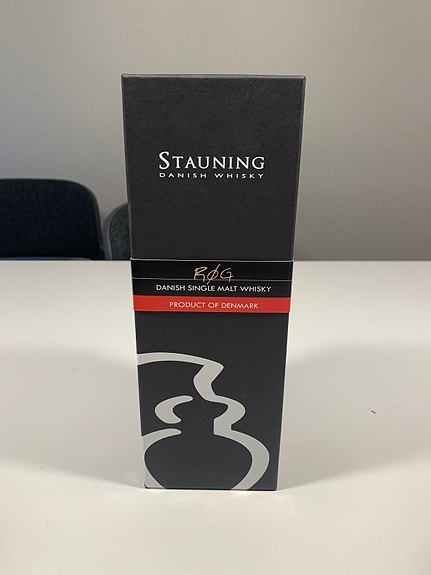 STAUNING
DANISH WHISKY
RØG
DANISH SINGLE MALT WHISKY
PRODUCT OF DENMARK